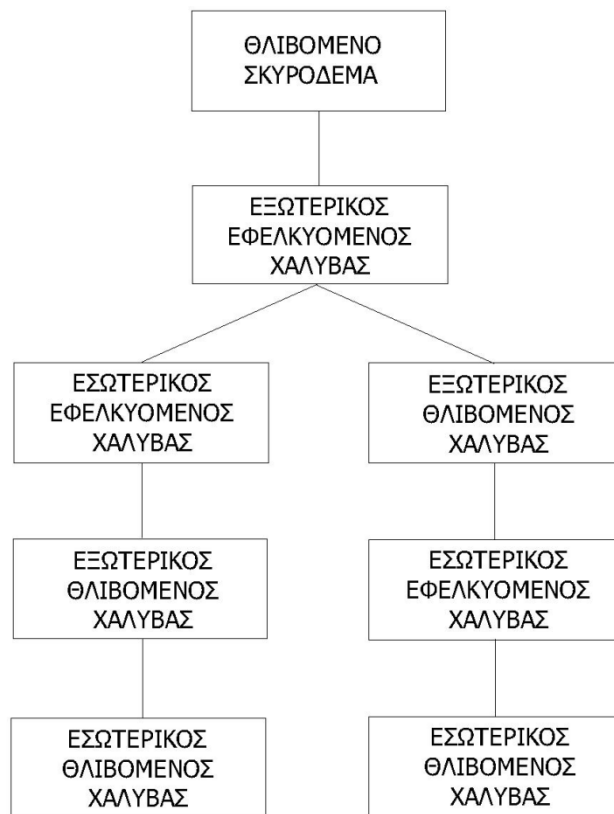 ΘΛΙΒΟΜΕΝΟ
ΣΚΥΡΟΔΕΜΑ
ΕΞΩΤΕΡΙΚΟΣ
ΕΦΕΛΚΥΟΜΕΝΟΣ
ΧΑΛΥΒΑΣ
ΕΣΩΤΕΡΙΚΟΣ
ΕΦΕΛΚΥΟΜΕΝΟΣ
ΧΑΛΥΒΑΣ
ΕΞΩΤΕΡΙΚΟΣ
ΘΛΙΒΟΜΕΝΟΣ
ΧΑΛΥΒΑΣ
ΕΞΩΤΕΡΙΚΟΣ
ΘΛΙΒΟΜΕΝΟΣ
ΧΑΛΥΒΑΣ
ΕΣΩΤΕΡΙΚΟΣ
ΕΦΕΛΚΥΟΜΕΝΟΣ
ΧΑΛΥΒΑΣ
ΕΣΩΤΕΡΙΚΟΣ
ΘΛΙΒΟΜΕΝΟΣ
ΧΑΛΥΒΑΣ
ΕΣΩΤΕΡΙΚΟΣ
ΘΛΙΒΟΜΕΝΟΣ
ΧΑΛΥΒΑΣ